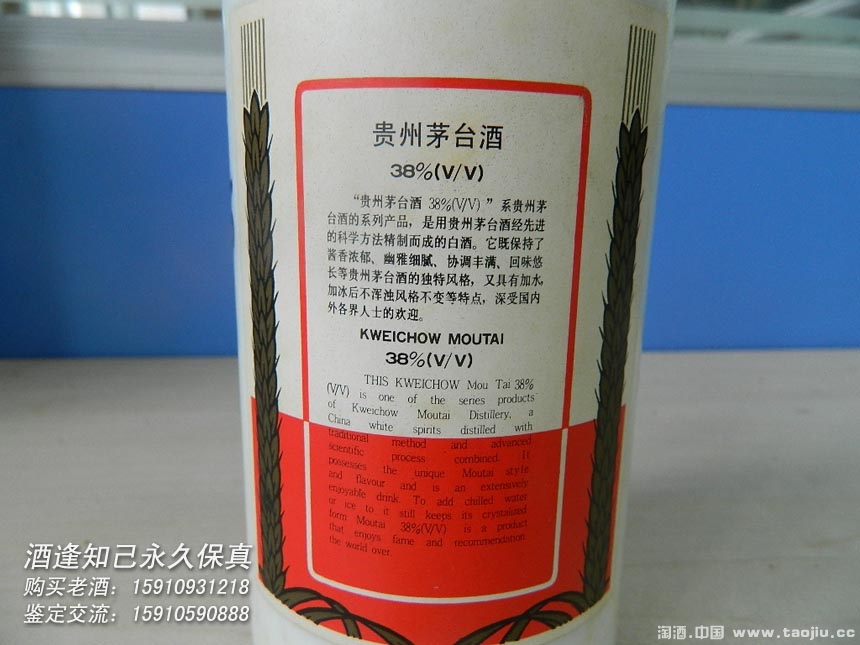 贵州茅台酒
38%(V/V)
“贵州茅台酒 38%(V/V)”系贵州茅
台酒的系列产品，是用贵州茅台酒经先进
的科学方法精制而成的白酒。它既保持了
酱香浓郁、幽雅细腻、协调丰满、回味悠
长等贵州茅台酒的独特风格，又具有加水，
加冰后不浑浊风格不变等特点，深受国内
外各界人士的欢迎。
KWEICHOW MOUTAI
38%(V/V)
THIS KWEICHOW Mou Tai 38%
(V/V) is one of the series products
of Kweichow Moutai Distillery, a
China white spirits distilled with
traditional method and advanced
scientific process combined. It
possesses the unique Moutai style
and flavour and is an extensively
enjoyable drink. To add chilled water
or ice to it still keeps its crystalized
form Moutai 38%(V/V) is a product
that enjoys fame and recommendation
the world over.
酒逢知己永久保真
购买老酒：15910931218
鉴定交流：15910590888
淘酒.中国 www.taojiu.cc